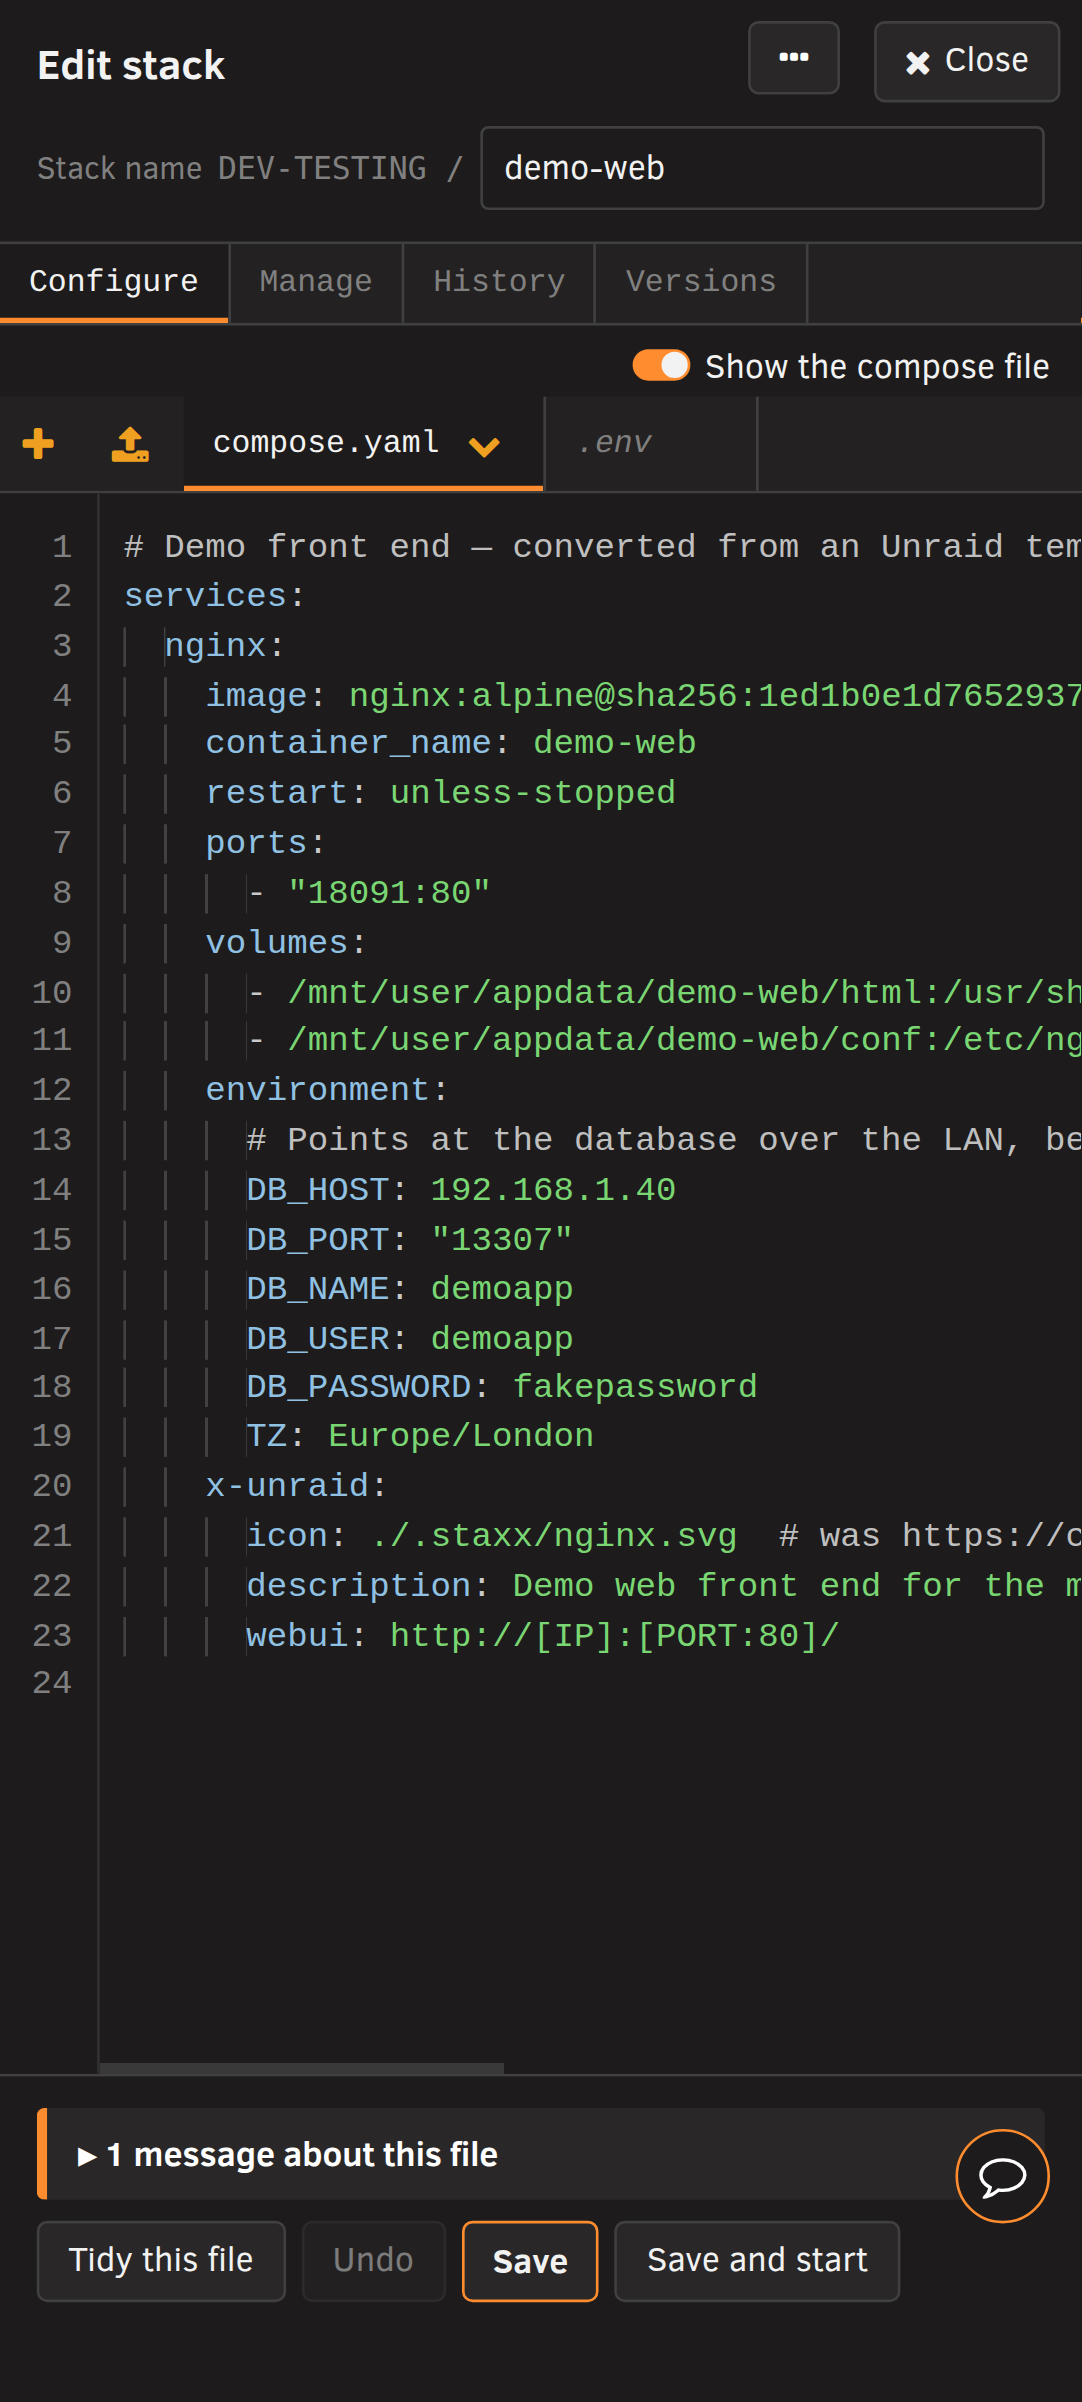 Edit stack
Close
Stack name DEV-TESTING / demo-web
Configure Manage History Versions
Show the compose file
compose.yaml .env
1 # Demo front end — converted from an Unraid tem
2 services:
3 nginx:
4 image: nginx:alpine@sha256:1ed1b0e1d7652937
5 container_name: demo-web
6 restart: unless-stopped
7 ports:
8 - "18091:80"
9 volumes:
10 - /mnt/user/appdata/demo-web/html:/usr/sh
11 - /mnt/user/appdata/demo-web/conf:/etc/ng
12 environment:
13 # Points at the database over the LAN, be
14 DB_HOST: 192.168.1.40
15 DB_PORT: "13307"
16 DB_NAME: demoapp
17 DB_USER: demoapp
18 DB_PASSWORD: fakepassword
19 TZ: Europe/London
20 x-unraid:
21 icon: ./.staxx/nginx.svg # was https://c
22 description: Demo web front end for the m
23 webui: http://[IP]:[PORT:80]/
24
1 message about this file
Tidy this file Undo Save Save and start